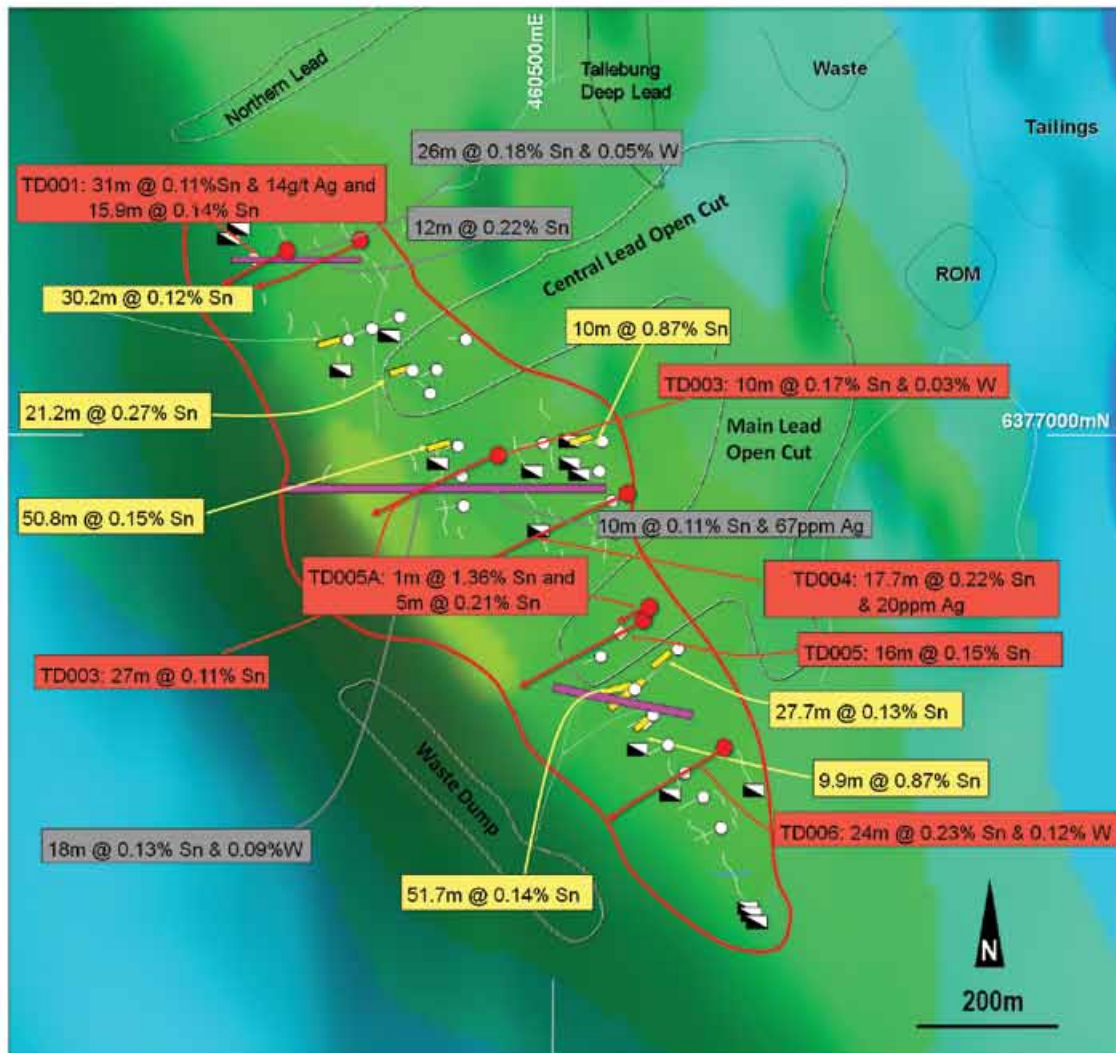 Northern Lead
460500mE
Tallebung
Deep Lead
Waste
Tailings
26m @ 0.18% Sn & 0.05% W
TD001: 31m @ 0.11%Sn & 14g/t Ag and
15.9m @ 0.14% Sn
12m @ 0.22% Sn
Central Lead Open Cut
ROM
30.2m @ 0.12% Sn
10m @ 0.87% Sn
TD003: 10m @ 0.17% Sn & 0.03% W
21.2m @ 0.27% Sn
6377000mN
Main Lead
Open Cut
50.8m @ 0.15% Sn
10m @ 0.11% Sn & 67ppm Ag
TD005A: 1m @ 1.36% Sn and
5m @ 0.21% Sn
TD004: 17.7m @ 0.22% Sn
& 20ppm Ag
TD005: 16m @ 0.15% Sn
TD003: 27m @ 0.11% Sn
27.7m @ 0.13% Sn
Waste Dump
9.9m @ 0.87% Sn
18m @ 0.13% Sn & 0.09%W
TD006: 24m @ 0.23% Sn & 0.12% W
51.7m @ 0.14% Sn
N
200m